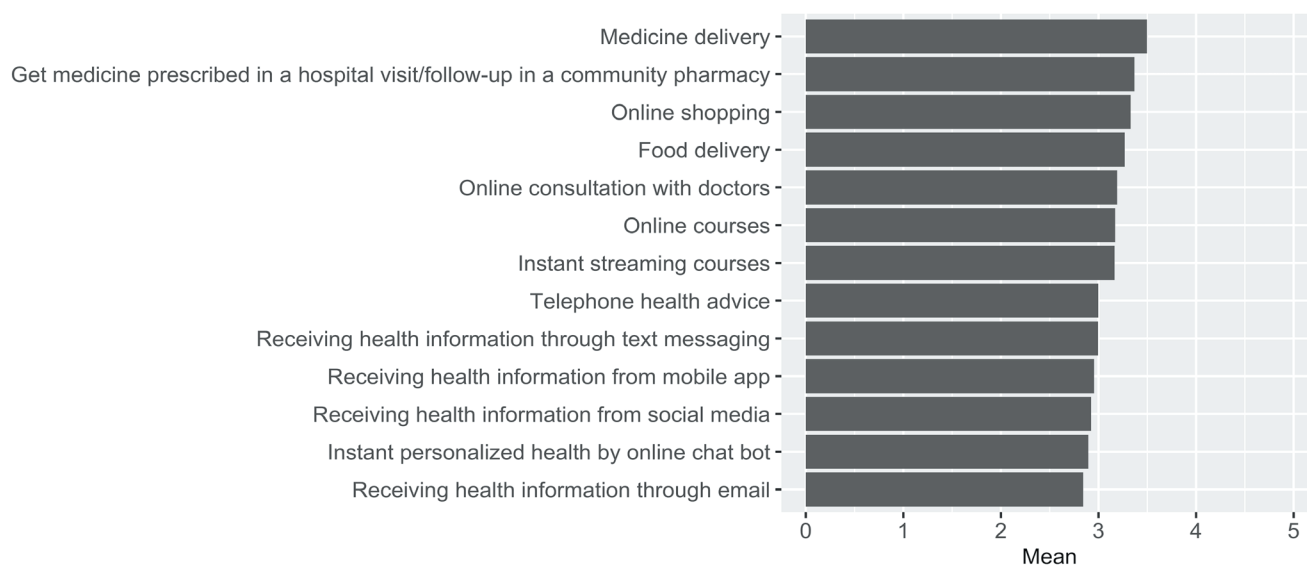 Medicine delivery
Get medicine prescribed in a hospital visit/follow-up in a community pharmacy
Online shopping
Food delivery
Online consultation with doctors
Online courses
Instant streaming courses
Telephone health advice
Receiving health information through text messaging
Receiving health information from mobile app
Receiving health information from social media
Instant personalized health by online chat bot
Receiving health information through email
0 1 2 3 4 5
Mean